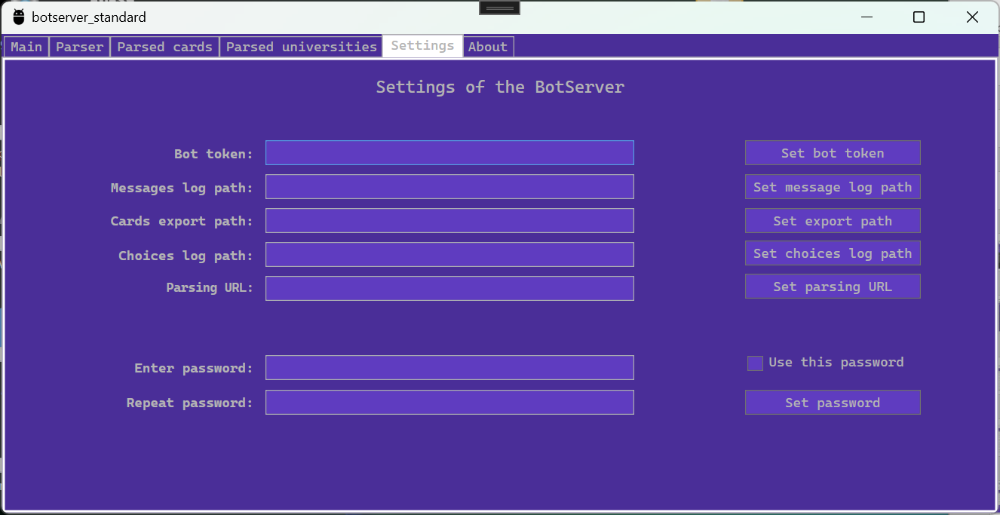 botserver_standard
Main Parser Parsed cards Parsed universities Settings About
Settings of the BotServer
Bot token: Set bot token
Messages log path: Set message log path
Cards export path: Set export path
Choices log path: Set choices log path
Parsing URL: Set parsing URL
Enter password: Use this password
Repeat password: Set password